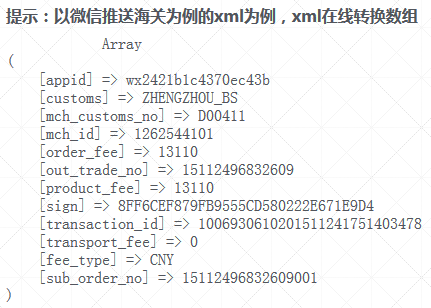 提示：以微信推送海关为例的xml为例，xml在线转换数组
Array
(
[appid] => wx2421b1c4370ec43b
[customs] => ZHENGZHOU_BS
[mch_customs_no] => D00411
[mch_id] => 1262544101
[order_fee] => 13110
[out_trade_no] => 15112496832609
[product_fee] => 13110
[sign] => 8FF6CEF879FB9555CD580222E671E9D4
[transaction_id] => 1006930610201511241751403478
[transport_fee] => 0
[fee_type] => CNY
[sub_order_no] => 15112496832609001
)